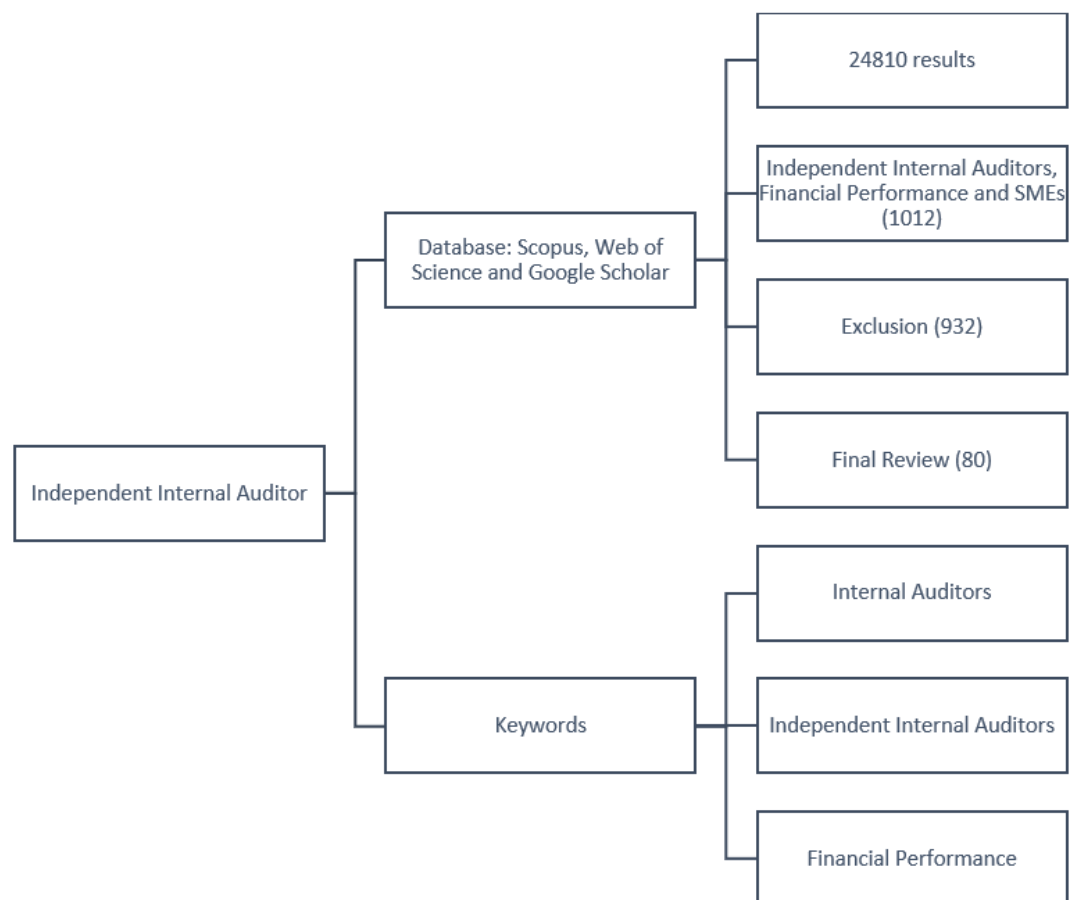 24810 results
Independent Internal Auditors,
Financial Performance and SMEs
(1012)
Database: Scopus, Web of
Science and Google Scholar
Exclusion (932)
Final Review (80)
Independent Internal Auditor
Internal Auditors
Keywords
Independent Internal Auditors
Financial Performance